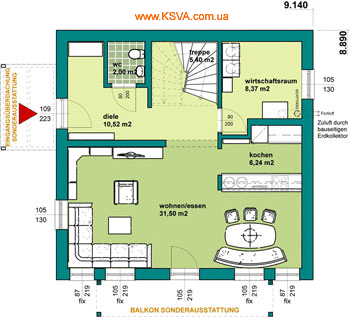 www.KSVA.com.ua
9.140
8.890
EINGANGSÜBERDACHUNG
SONDERAUSSTATTUNG
wc
2,00 m2
treppe
5,40 m2
wirtschaftsraum
8,37 m2
105
130
80
200
109
223
diele
10,52 m2
80
200
Fortluft
Zuluft durch
bauseitigen
Erdkollektor
kochen
6,24 m2
wohnen/essen
31,50 m2
105
130
87
219
fix
105
219
105
219
105
219
87
219
fix
BALKON SONDERAUSSTATTUNG